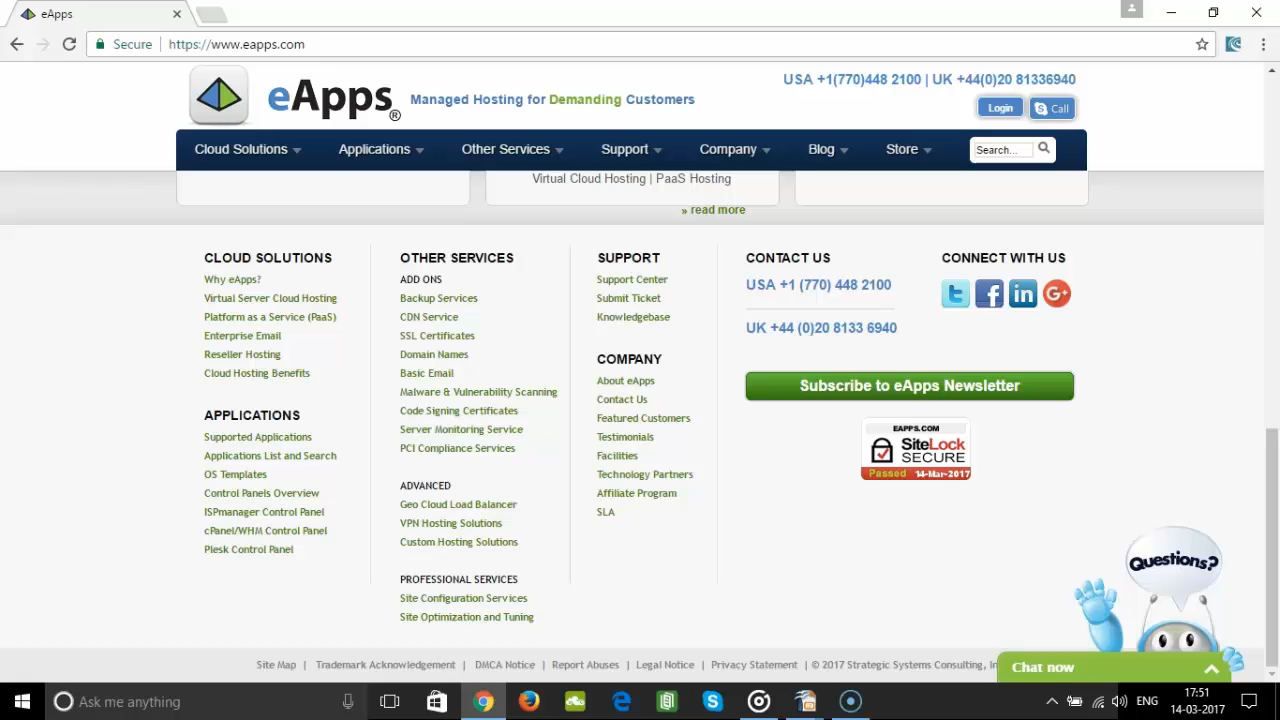 eApps
Secure https://www.eapps.com
USA +1(770)448 2100 | UK +44(0)20 81336940
eApps® Managed Hosting for Demanding Customers
Login Call
Cloud Solutions Applications Other Services Support Company Blog Store Search...
Virtual Cloud Hosting | PaaS Hosting
» read more
CLOUD SOLUTIONS
Why eApps?
Virtual Server Cloud Hosting
Platform as a Service (PaaS)
Enterprise Email
Reseller Hosting
Cloud Hosting Benefits
APPLICATIONS
Supported Applications
Applications List and Search
OS Templates
Control Panels Overview
ISPmanager Control Panel
cPanel/WHM Control Panel
Plesk Control Panel
OTHER SERVICES
ADD ONS
Backup Services
CDN Service
SSL Certificates
Domain Names
Basic Email
Malware & Vulnerability Scanning
Code Signing Certificates
Server Monitoring Service
PCI Compliance Services
ADVANCED
Geo Cloud Load Balancer
VPN Hosting Solutions
Custom Hosting Solutions
PROFESSIONAL SERVICES
Site Configuration Services
Site Optimization and Tuning
SUPPORT
Support Center
Submit Ticket
Knowledgebase
COMPANY
About eApps
Contact Us
Featured Customers
Testimonials
Facilities
Technology Partners
Affiliate Program
SLA
CONTACT US
USA +1 (770) 448 2100
UK +44 (0)20 8133 6940
CONNECT WITH US
Subscribe to eApps Newsletter
EAPPS.COM
SiteLock
SECURE
Passed 14-Mar-2017
Questions?
Site Map | Trademark Acknowledgement | DMCA Notice | Report Abuses | Legal Notice | Privacy Statement | © 2017 Strategic Systems Consulting,
Chat now
Ask me anything
ENG
17:51
14-03-2017